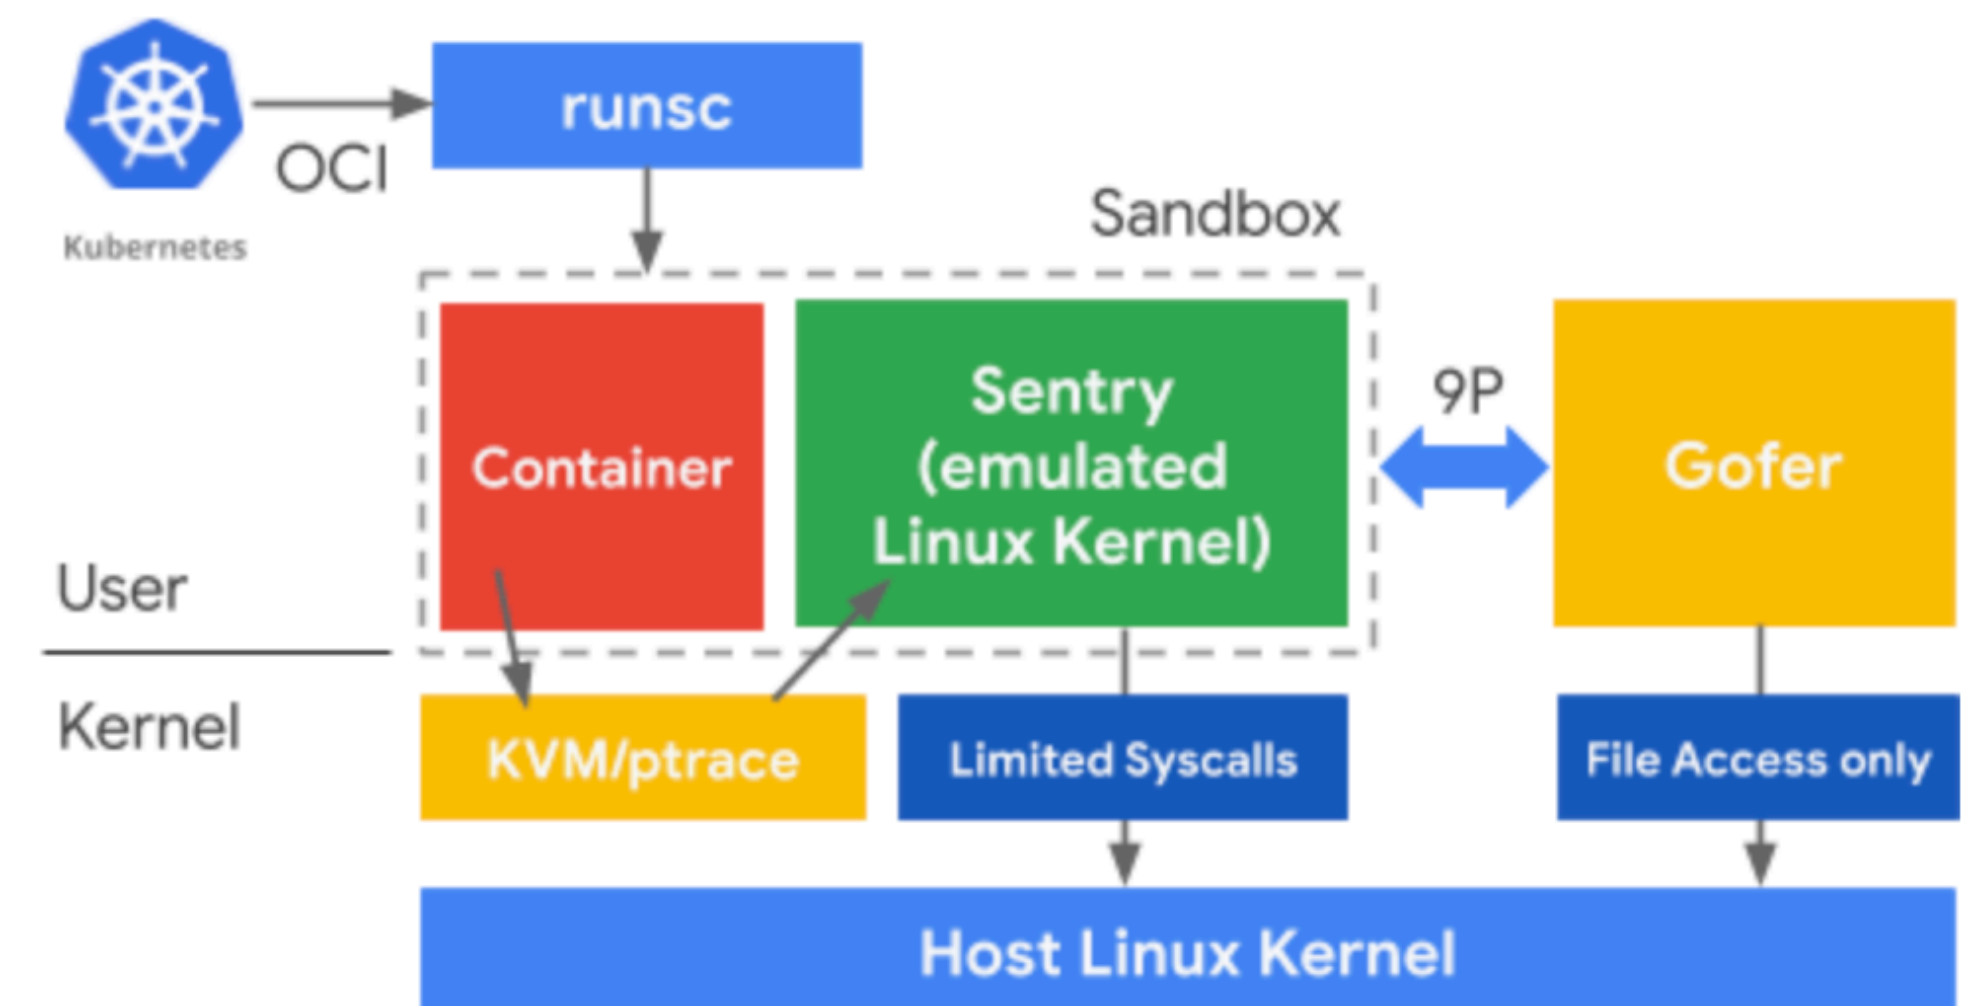 runsc
OCI
Kubernetes
Sandbox
Container
Sentry
(emulated
Linux Kernel)
9P
Gofer
User
Kernel
KVM/ptrace
Limited Syscalls
File Access only
Host Linux Kernel